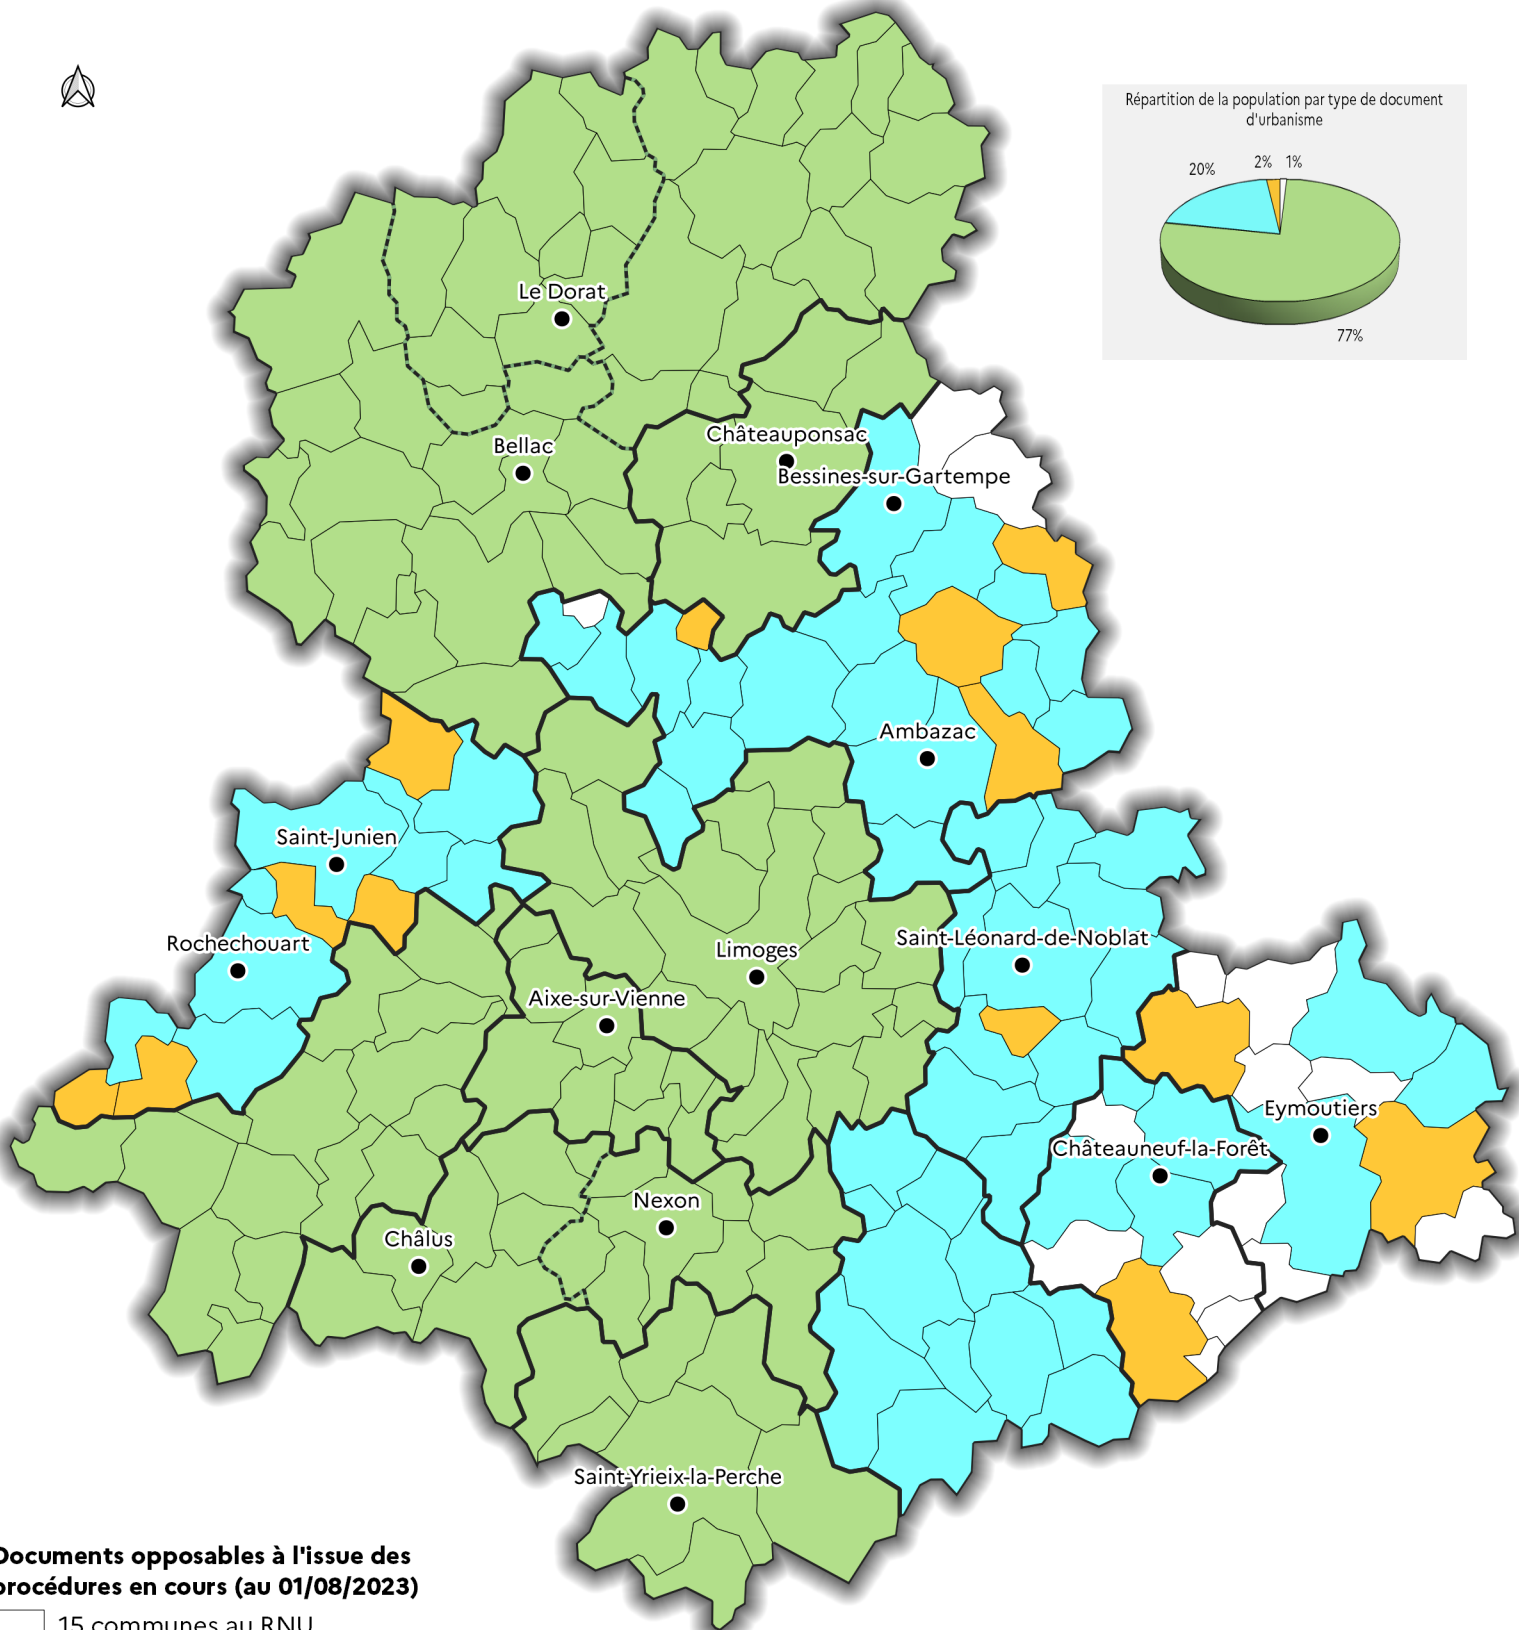 Répartition de la population par type de document
d'urbanisme
20%
2%
1%
77%
Le Dorat
Châteauponsac
Bellac
Bessines-sur-Gartempe
Ambazac
Saint-Junien
Rochechouart
Limoges
Saint-Léonard-de-Noblat
Aixe-sur-Vienne
Eymoutiers
Châteauneuf-la-Forêt
Nexon
Châlus
Saint-Yrieix-la-Perche
Documents opposables à l'issue des
procédures en cours (au 01/08/2023)
15 communes au RNU